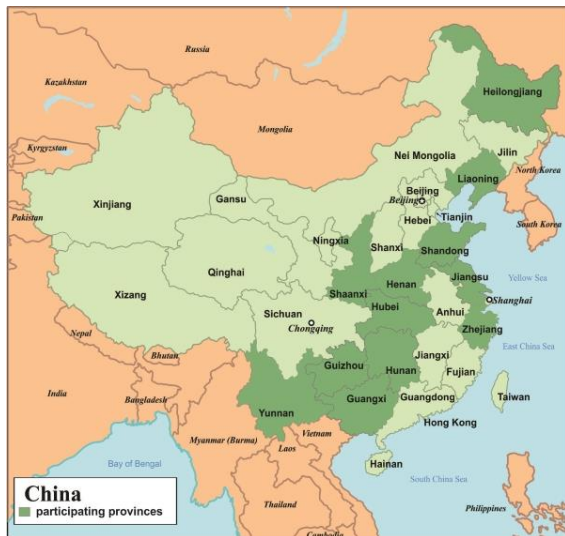 Russia
Kazakhstan
Heilongjiang
Mongolia
Jilin
Kyrgyzstan
Nei Mongolia
Liaoning
North Korea
Beijing
Beijing
Xinjiang
Gansu
Tianjin
Hebei
Pakistan
South Korea
Ningxia
Shanxi
Shandong
Qinghai
Yellow Sea
Jiangsu
Henan
Shaanxi
Xizang
Shanghai
Hubei
Sichuan
Anhui
Chongqing
Zhejiang
Nepal
East China Sea
Bhutan
Jiangxi
Guizhou
Hunan
Fujian
India
Bangladesh
Guangxi
Guangdong
Taiwan
Yunnan
Hong Kong
Vietnam
Myanmar (Burma)
Laos
Bay of Bengal
Hainan
South China Sea
China
participating provinces
Thailand
Philippines
Cambodia